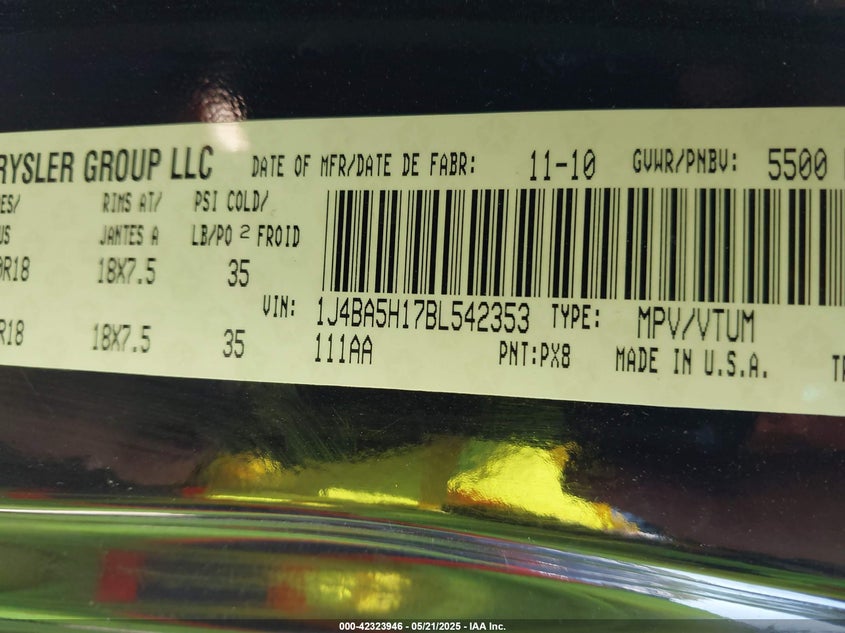 RYSLER GROUP LLC DATE OF MFR/DATE DE FABR: 11-10 GVWR/PNBV: 5500
ES/ RIMS AT/ PSI COLD/
US JANTES A LB/PO 2 FROID
0R18 18X7.5 35
VIN: 1J4BA5H17BL542353 TYPE: MPV/VTUM
R18 18X7.5 35 111AA PNT:PX8 MADE IN U.S.A. TR
000-42323946 - 05/21/2025 - IAA Inc.